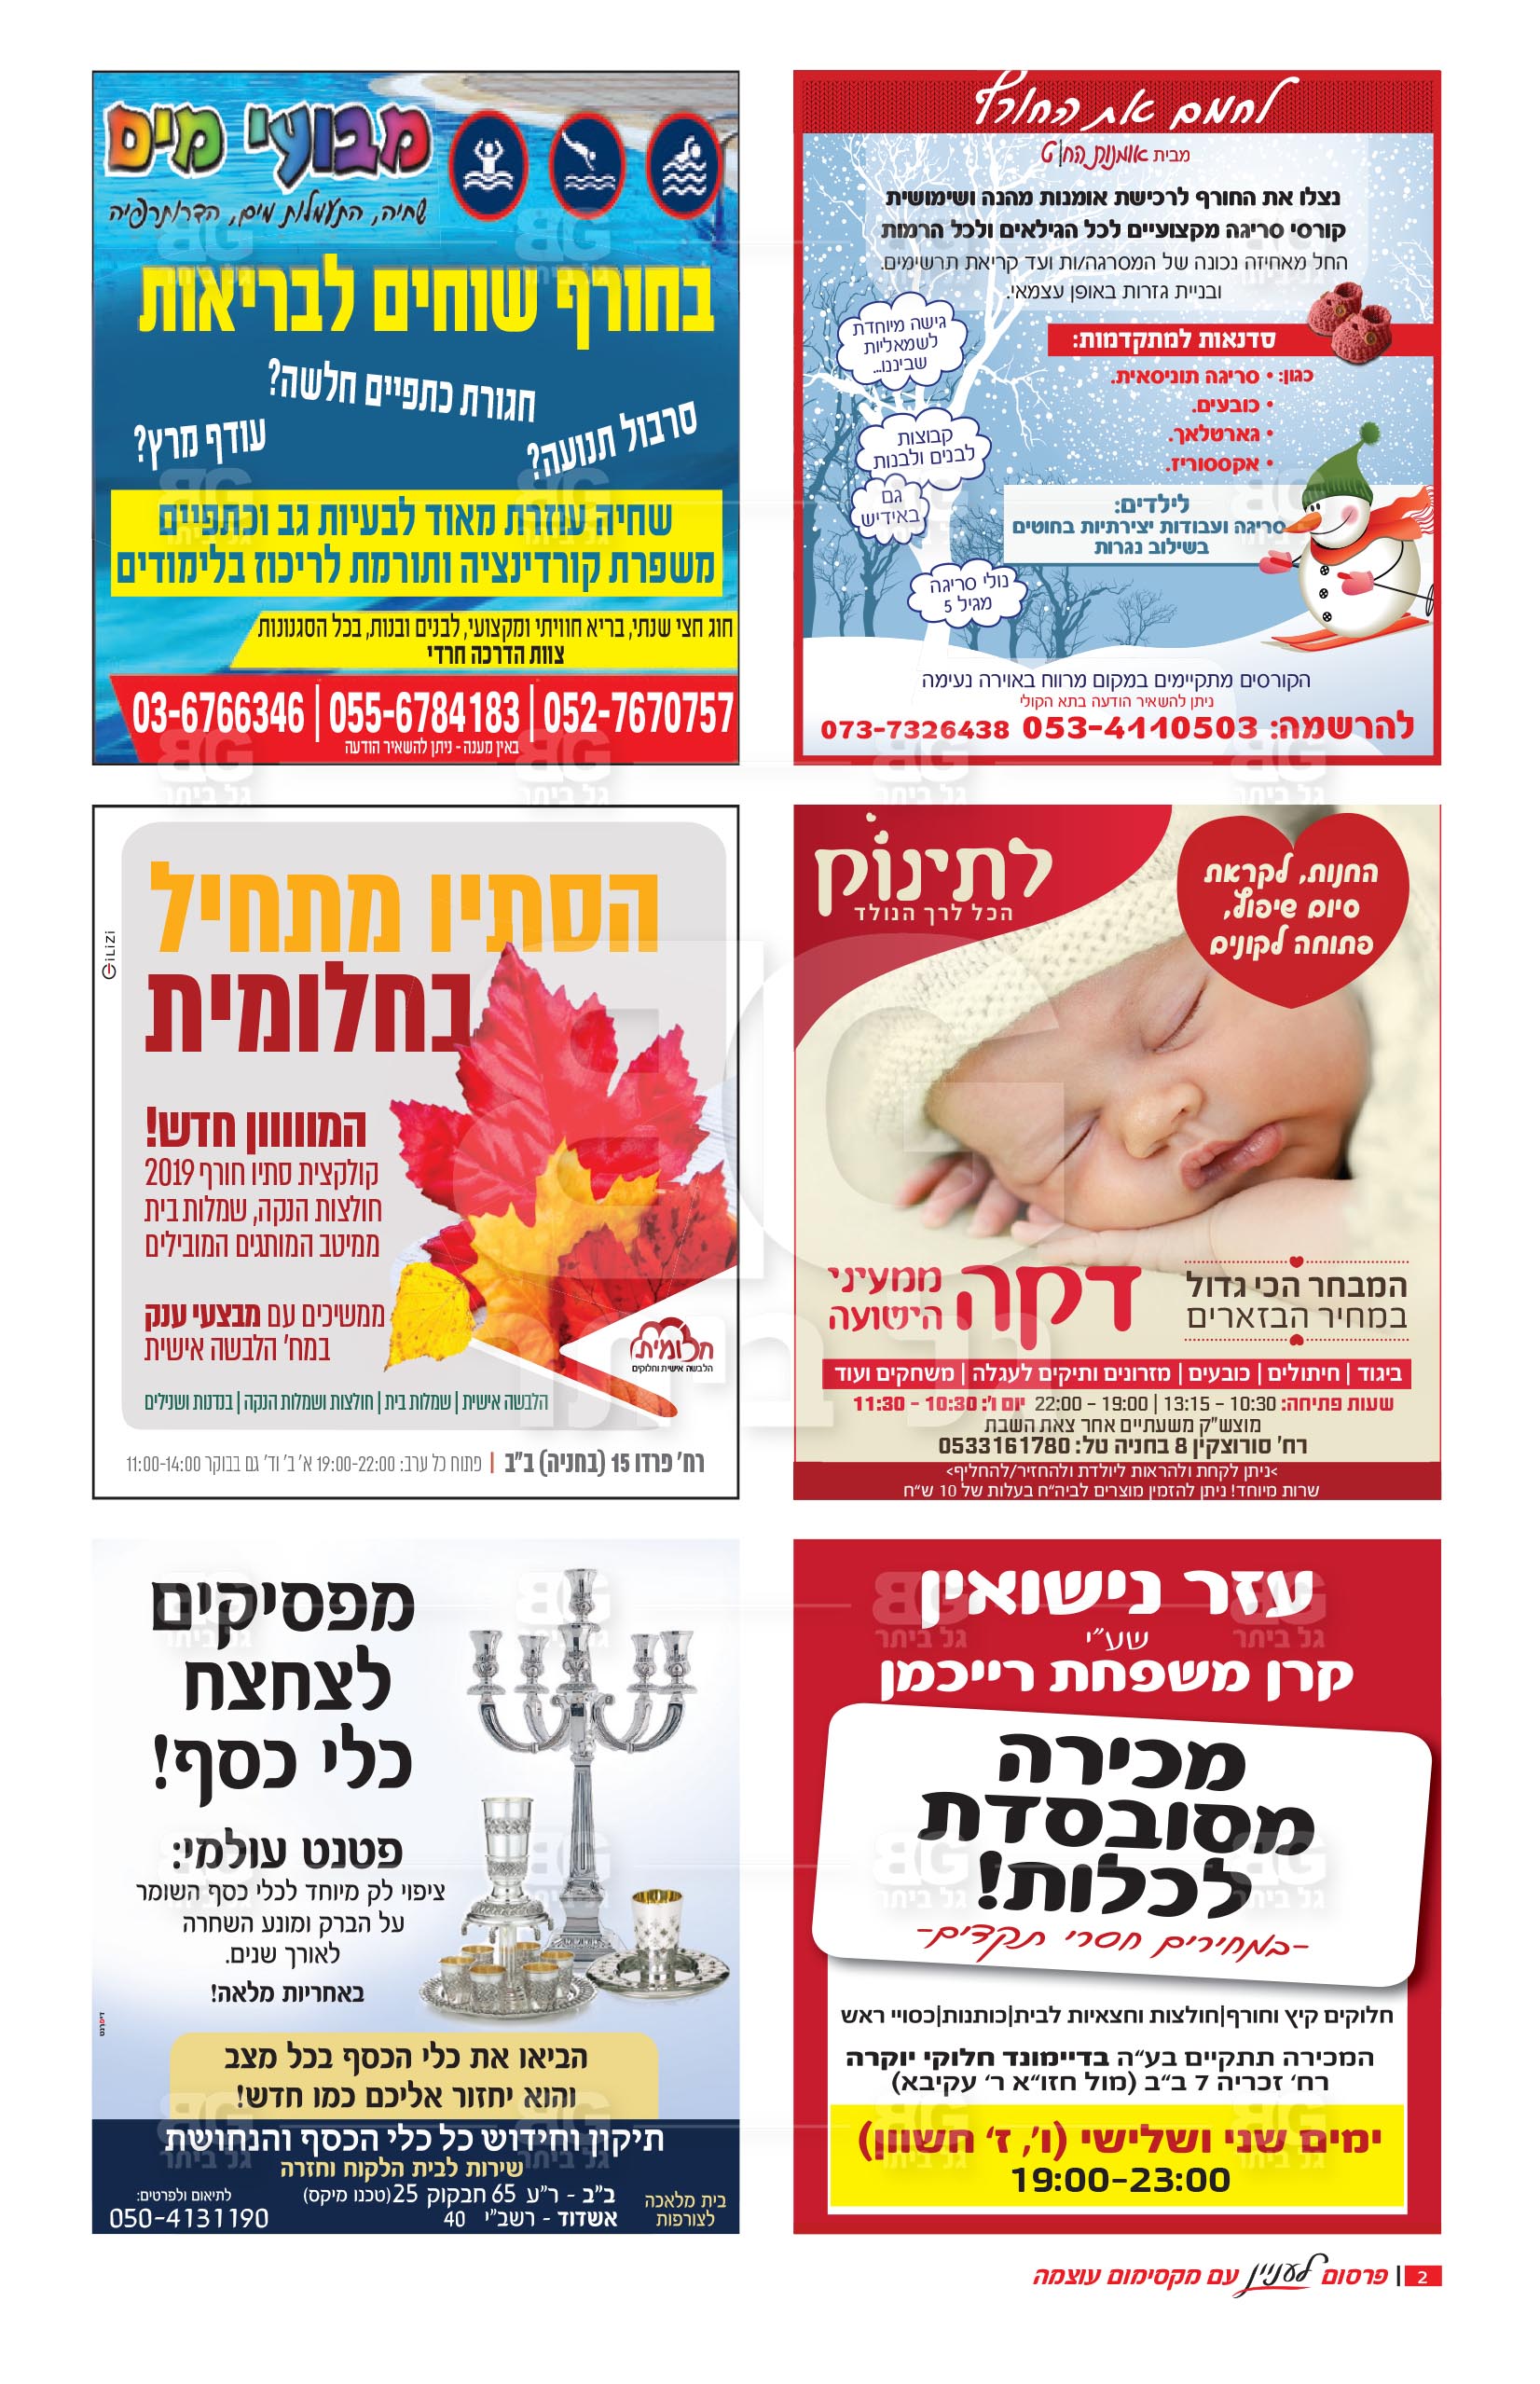 לחמם את החורף
מבית אומנות החוט
נצלו את החורף לרכישת אומנות מהנה ושימושית
קורסי סריגה מקצועיים לכל הגילאים ולכל הרמות
החל מאחיזה נכונה של המסרגה/ות ועד קריאת תרשימים.
ובניית גזרות באופן עצמאי.
גישה מיוחדת
לשמאליות
שביננו...
סדנאות למתקדמות:
כגון: • סריגה תוניסאית.
• כובעים.
• גארטלאך.
• אקססוריז.
קבוצות
לבנים ולבנות
גם
באידיש
לילדים:
סריגה ועבודות יצירתיות בחוטים
בשילוב נגרות
נולי סריגה
מגיל 5
הקורסים מתקיימים במקום מרווח באוירה נעימה
ניתן להשאיר הודעה בתא הקולי
להרשמה: 053-4110503 073-7326438
מבועי מים
שחיה, התעמלות מים, הדרותרפיה
בחורף שוחים לבריאות
חגורת כתפיים חלשה?
סרבול תנועה?
עודף מרץ?
שחיה עוזרת מאוד לבעיות גב וכתפיים
משפרת קורדינציה ותורמת לריכוז בלימודים
חוג חצי שנתי, בריא חוויתי ומקצועי, לבנים ובנות, בכל הסגנונות
צוות הדרכה חרדי
03-6766346 | 055-6784183 | 052-7670757
באין מענה - ניתן להשאיר הודעה
לתינוק
הכל לרך הנולד
החנות, לקראת
סיום שיפוץ,
פתוחה לקונים
המבחר הכי גדול
במחיר הבזארים
דקה
ממעיני
הישועה
ביגוד | חיתולים | כובעים | מזרונים ותיקים לעגלה | משחקים ועוד
שעות פתיחה: 10:30 - 13:15 | 19:00 - 22:00 יום ו': 10:30 - 11:30
מוצש"ק משעתיים אחר צאת השבת
רח' סורוצקין 8 בחניה טל: 0533161780
<ניתן לקחת ולהראות ליולדת ולהחזיר/להחליף>
שרות מיוחד! ניתן להזמין מוצרים לביה"ח בעלות של 10 ש"ח
הסתיו מתחיל
בחלומית
GiLiZi
המוווווון חדש!
קולקצית סתיו חורף 2019
חולצות הנקה, שמלות בית
ממיטב המותגים המובילים
ממשיכים עם מבצעי ענק
במח' הלבשה אישית
חלומית
הלבשה אישית וחלוקים
הלבשה אישית | שמלות בית | חולצות ושמלות הנקה | בנדנות ושנילים
רח' פרדו 15 (בחניה) ב"ב | פתוח כל ערב: 19:00-22:00 א' ב' וד' גם בבוקר 11:00-14:00
עזר נישואין
שע"י
קרן משפחת רייכמן
מכירה
מסובסדת
לכלות!
-במחירים חסרי תקדים-
חלוקים קיץ וחורף|חולצות וחצאיות לבית|כותנות|כסויי ראש
המכירה תתקיים בע"ה בדיימונד חלוקי יוקרה
רח' זכריה 7 ב"ב (מול חזו"א ר' עקיבא)
ימים שני ושלישי (ו', ז' חשוון)
19:00-23:00
מפסיקים
לצחצח
כלי כסף!
פטנט עולמי:
ציפוי לק מיוחד לכלי כסף השומר
על הברק ומונע השחרה
לאורך שנים.
באחריות מלאה!
הביאו את כלי הכסף בכל מצב
והוא יחזור אליכם כמו חדש!
תיקון וחידוש כל כלי הכסף והנחושת
שירות לבית הלקוח וחזרה
בית מלאכה
לצורפות
ב"ב - ר"ע 65 חבקוק 25(טכנו מיקס)
אשדוד - רשב"י 40
לתיאום ולפרטים:
050-4131190
2 | פרסום לעניין עם מקסימום עוצמה
BG
גל ביתר